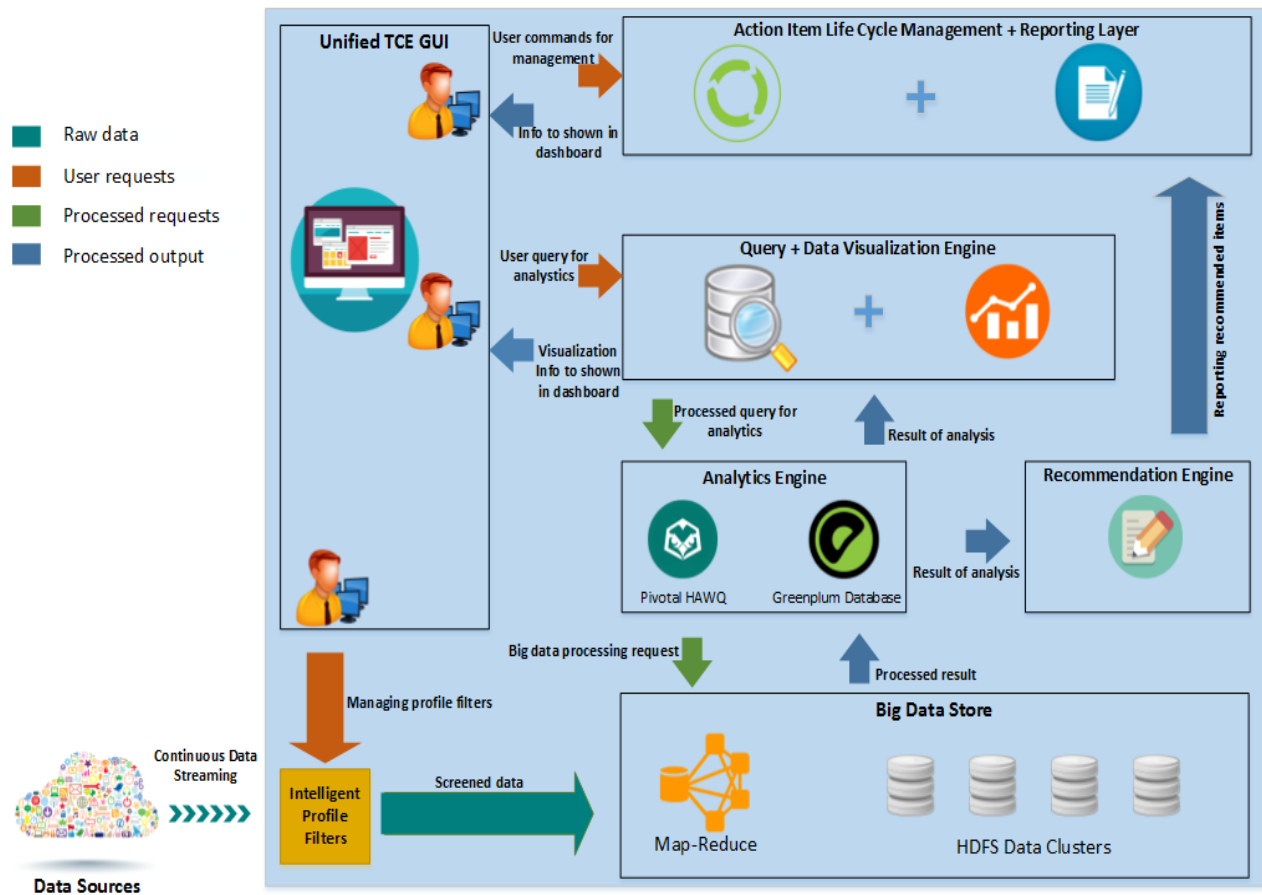 Raw data
User requests
Processed requests
Processed output
Unified TCE GUI
User commands for
management
Info to shown in
dashboard
Action Item Life Cycle Management + Reporting Layer
User query for
analystics
Visualization
Info to shown
in dashboard
Query + Data Visualization Engine
Reporting recommended items
Processed query for
analytics
Result of analysis
Analytics Engine
Pivotal HAWQ
Greenplum Database
Result of analysis
Recommendation Engine
Big data processing request
Processed result
Managing profile filters
Continuous Data
Streaming
Data Sources
Intelligent
Profile
Filters
Screened data
Big Data Store
Map-Reduce
HDFS Data Clusters